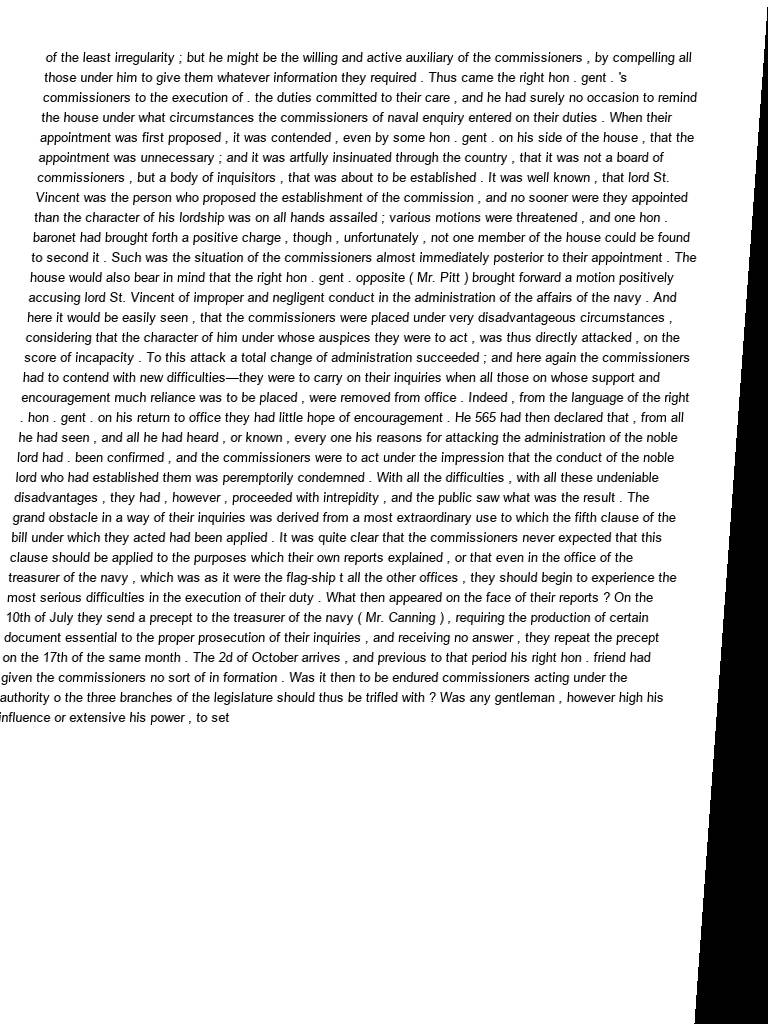 of the least irregularity ; but he might be the willing and active auxiliary of the commissioners , by compelling all
those under him to give them whatever information they required . Thus came the right hon . gent . 's
commissioners to the execution of . the duties committed to their care , and he had surely no occasion to remind
the house under what circumstances the commissioners of naval enquiry entered on their duties . When their
appointment was first proposed , it was contended , even by some hon . gent . on his side of the house , that the
appointment was unnecessary ; and it was artfully insinuated through the country , that it was not a board of
commissioners , but a body of inquisitors , that was about to be established . It was well known , that lord St.
Vincent was the person who proposed the establishment of the commission , and no sooner were they appointed
than the character of his lordship was on all hands assailed ; various motions were threatened , and one hon .
baronet had brought forth a positive charge , though , unfortunately , not one member of the house could be found
to second it . Such was the situation of the commissioners almost immediately posterior to their appointment . The
house would also bear in mind that the right hon . gent . opposite ( Mr. Pitt ) brought forward a motion positively
accusing lord St. Vincent of improper and negligent conduct in the administration of the affairs of the navy . And
here it would be easily seen , that the commissioners were placed under very disadvantageous circumstances ,
considering that the character of him under whose auspices they were to act , was thus directly attacked , on the
score of incapacity . To this attack a total change of administration succeeded ; and here again the commissioners
had to contend with new difficulties—they were to carry on their inquiries when all those on whose support and
encouragement much reliance was to be placed , were removed from office . Indeed , from the language of the right
. hon . gent . on his return to office they had little hope of encouragement . He 565 had then declared that , from all
he had seen , and all he had heard , or known , every one his reasons for attacking the administration of the noble
lord had . been confirmed , and the commissioners were to act under the impression that the conduct of the noble
lord who had established them was peremptorily condemned . With all the difficulties , with all these undeniable
disadvantages , they had , however , proceeded with intrepidity , and the public saw what was the result . The
grand obstacle in a way of their inquiries was derived from a most extraordinary use to which the fifth clause of the
bill under which they acted had been applied . It was quite clear that the commissioners never expected that this
clause should be applied to the purposes which their own reports explained , or that even in the office of the
treasurer of the navy , which was as it were the flag-ship t all the other offices , they should begin to experience the
most serious difficulties in the execution of their duty . What then appeared on the face of their reports ? On the
10th of July they send a precept to the treasurer of the navy ( Mr. Canning ) , requiring the production of certain
document essential to the proper prosecution of their inquiries , and receiving no answer , they repeat the precept
on the 17th of the same month . The 2d of October arrives , and previous to that period his right hon . friend had
given the commissioners no sort of in formation . Was it then to be endured commissioners acting under the
authority o the three branches of the legislature should thus be trifled with ? Was any gentleman , however high his
influence or extensive his power , to set